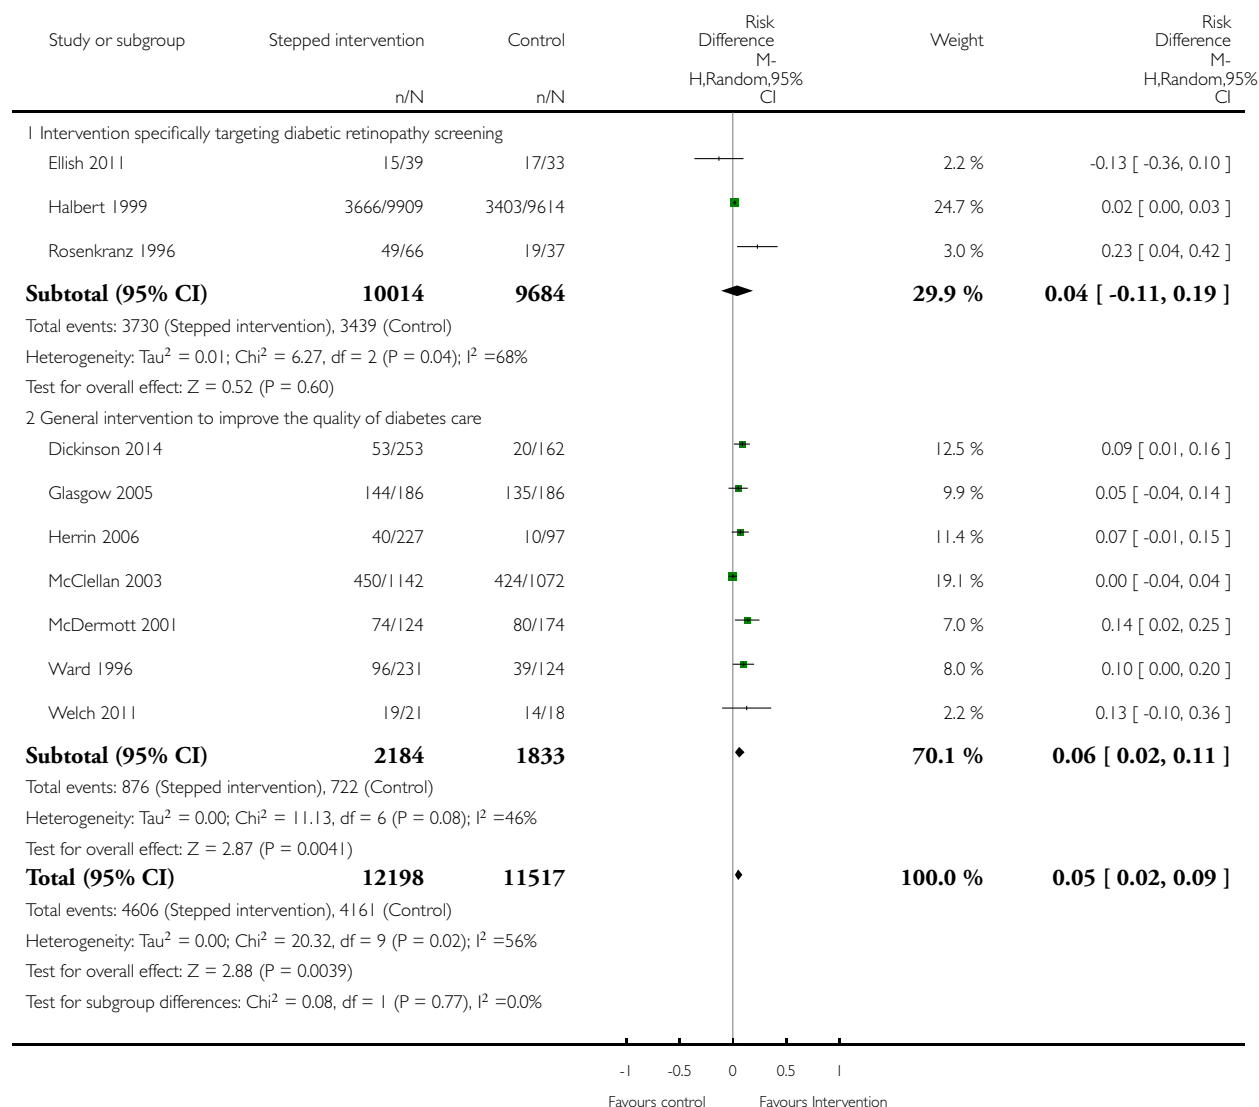 Study or subgroup Stepped intervention Control Risk Difference Weight Risk Difference
n/N n/N M-H,Random,95% CI M-H,Random,95% CI
1 Intervention specifically targeting diabetic retinopathy screening
Ellish 2011 15/39 17/33 2.2 % -0.13 [ -0.36, 0.10 ]
Halbert 1999 3666/9909 3403/9614 24.7 % 0.02 [ 0.00, 0.03 ]
Rosenkranz 1996 49/66 19/37 3.0 % 0.23 [ 0.04, 0.42 ]
Subtotal (95% CI) 10014 9684 29.9 % 0.04 [ -0.11, 0.19 ]
Total events: 3730 (Stepped intervention), 3439 (Control)
Heterogeneity: Tau² = 0.01; Chi² = 6.27, df = 2 (P = 0.04); I² =68%
Test for overall effect: Z = 0.52 (P = 0.60)
2 General intervention to improve the quality of diabetes care
Dickinson 2014 53/253 20/162 12.5 % 0.09 [ 0.01, 0.16 ]
Glasgow 2005 144/186 135/186 9.9 % 0.05 [ -0.04, 0.14 ]
Herrin 2006 40/227 10/97 11.4 % 0.07 [ -0.01, 0.15 ]
McClellan 2003 450/1142 424/1072 19.1 % 0.00 [ -0.04, 0.04 ]
McDermott 2001 74/124 80/174 7.0 % 0.14 [ 0.02, 0.25 ]
Ward 1996 96/231 39/124 8.0 % 0.10 [ 0.00, 0.20 ]
Welch 2011 19/21 14/18 2.2 % 0.13 [ -0.10, 0.36 ]
Subtotal (95% CI) 2184 1833 70.1 % 0.06 [ 0.02, 0.11 ]
Total events: 876 (Stepped intervention), 722 (Control)
Heterogeneity: Tau² = 0.00; Chi² = 11.13, df = 6 (P = 0.08); I² =46%
Test for overall effect: Z = 2.87 (P = 0.0041)
Total (95% CI) 12198 11517 100.0 % 0.05 [ 0.02, 0.09 ]
Total events: 4606 (Stepped intervention), 4161 (Control)
Heterogeneity: Tau² = 0.00; Chi² = 20.32, df = 9 (P = 0.02); I² =56%
Test for overall effect: Z = 2.88 (P = 0.0039)
Test for subgroup differences: Chi² = 0.08, df = 1 (P = 0.77), I² =0.0%
-1 -0.5 0 0.5 1
Favours control Favours Intervention